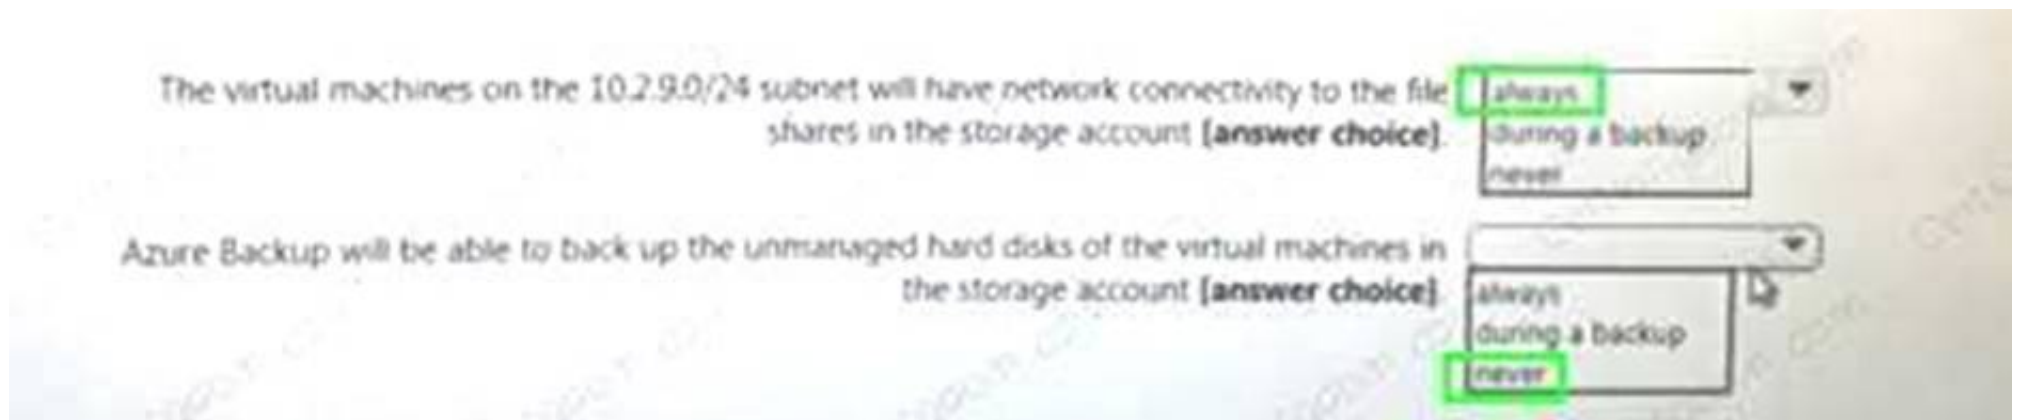 The virtual machines on the 10.2.9.0/24 subnet will have network connectivity to the file always
shares in the storage account [answer choice]. during a backup
never
Azure Backup will be able to back up the unmanaged hard disks of the virtual machines in
the storage account [answer choice]. always
during a backup
never